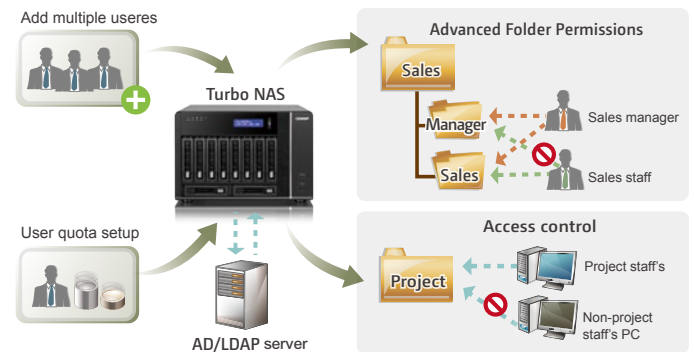 Add multiple useres
Turbo NAS
User quota setup
AD/LDAP server
Advanced Folder Permissions
Sales
Manager
Sales
Sales manager
Sales staff
Access control
Project
Project staff's
Non-project
staff's PC